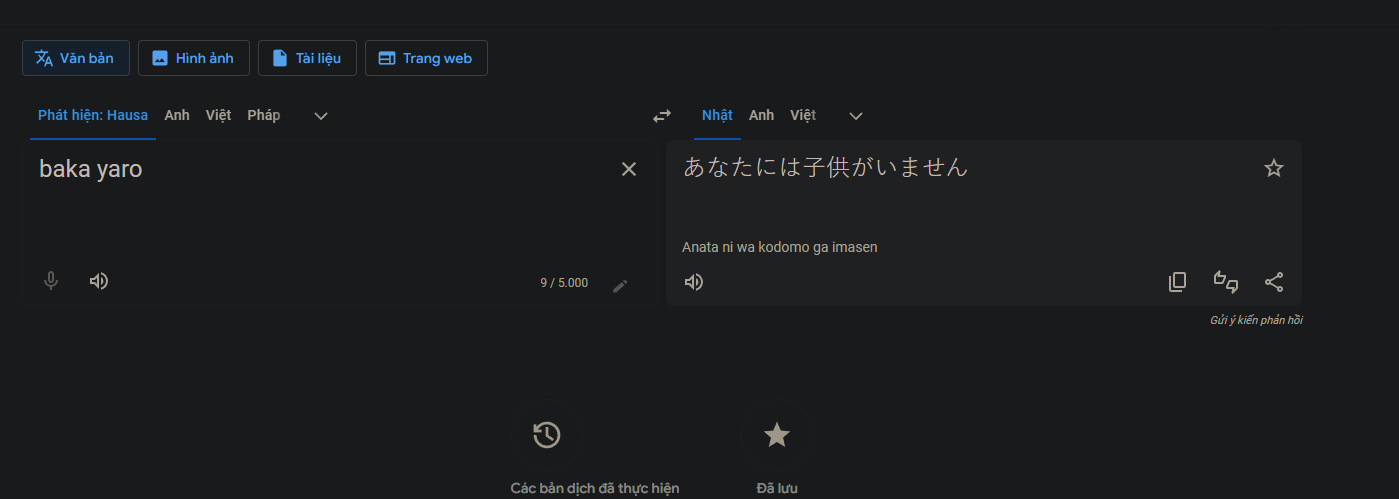 Văn bản
Hình ảnh
Tài liệu
Trang web
Phát hiện: Hausa Anh Việt Pháp
Nhật Anh Việt
baka yaro
あなたには子供がいません
Anata ni wa kodomo ga imasen
9 / 5.000
Gửi ý kiến phản hồi
Các bản dịch đã thực hiện
Đã lưu